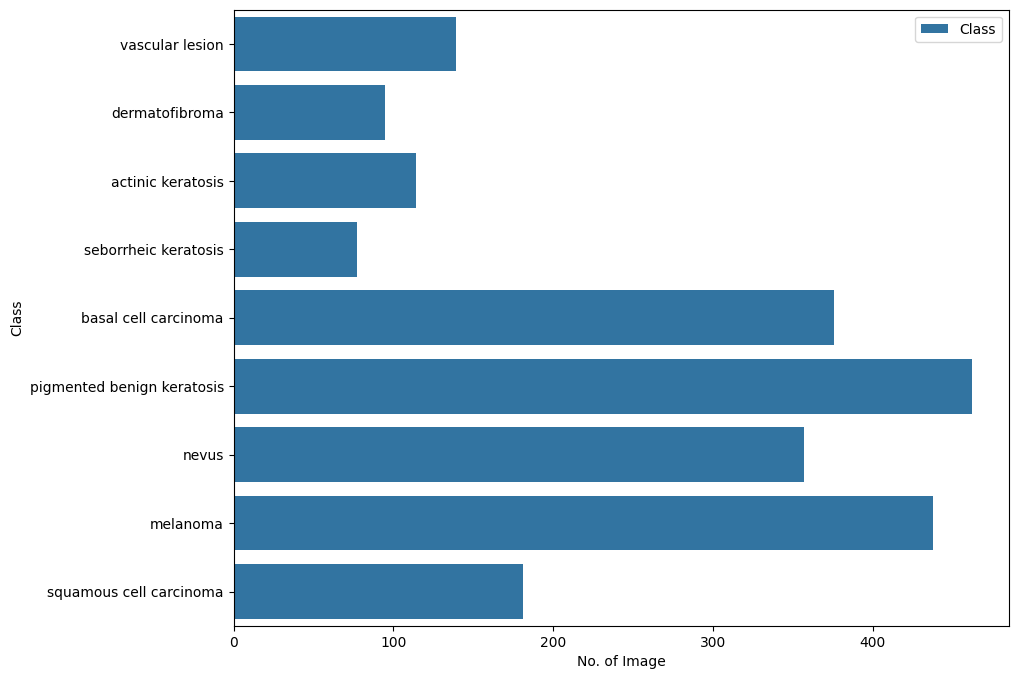 Class
vascular lesion
dermatofibroma
actinic keratosis
seborrheic keratosis
basal cell carcinoma
pigmented benign keratosis
nevus
melanoma
squamous cell carcinoma
Class
0 100 200 300 400
No. of Image